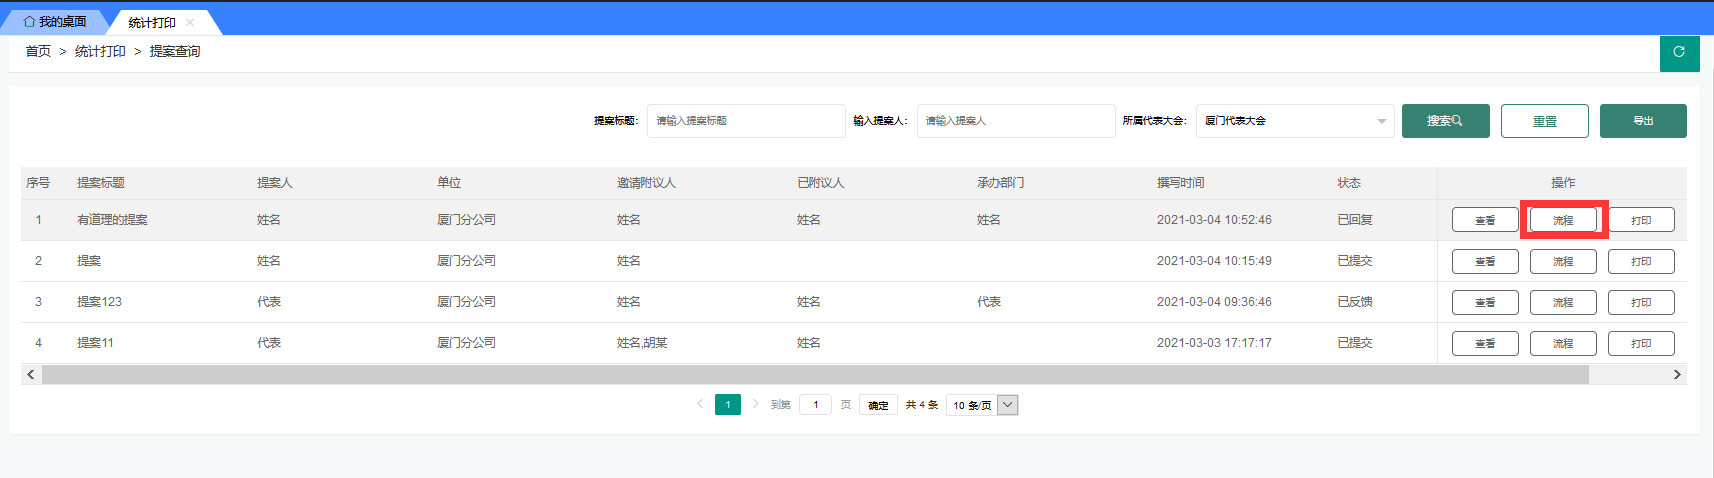 我的桌面 统计打印
首页 > 统计打印 > 提案查询
提案标题: 请输入提案标题 输入提案人: 请输入提案人 所属代表大会: 厦门代表大会 搜索 重置 导出
序号 提案标题 提案人 单位 邀请附议人 已附议人 承办部门 撰写时间 状态 操作
1 有道理的提案 姓名 厦门分公司 姓名 姓名 姓名 2021-03-04 10:52:46 已回复 查看 流程 打印
2 提案 姓名 厦门分公司 姓名 2021-03-04 10:15:49 已提交 查看 流程 打印
3 提案123 代表 厦门分公司 姓名 姓名 代表 2021-03-04 09:36:46 已反馈 查看 流程 打印
4 提案11 代表 厦门分公司 姓名,胡某 姓名 2021-03-03 17:17:17 已提交 查看 流程 打印
1 到第 1 页 确定 共 4 条 10 条/页